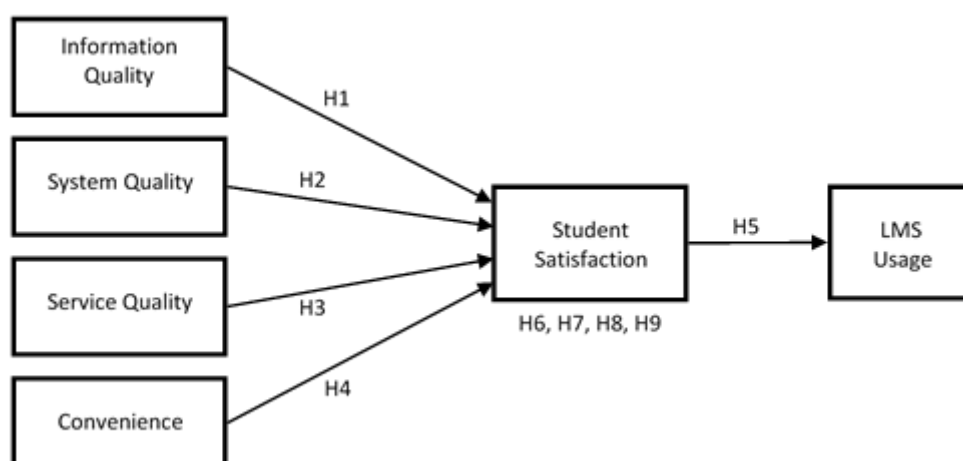 Information
Quality
H1
System Quality
H2
Service Quality
H3
Convenience
H4
Student
Satisfaction
H6, H7, H8, H9
H5
LMS
Usage